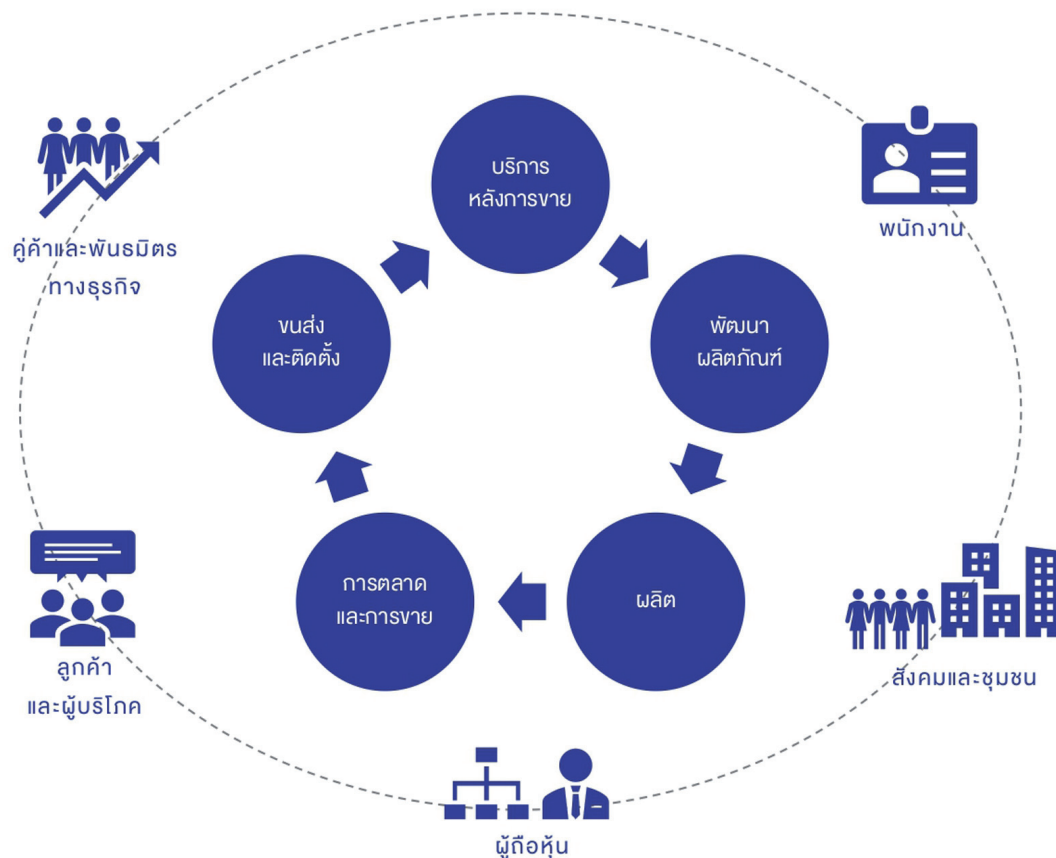 บริการ
หลังการขาย
พนักงาน
คู่ค้าและพันธมิตร
ทางธุรกิจ
ขนส่ง
และติดตั้ง
พัฒนา
ผลิตภัณฑ์
การตลาด
และการขาย
ผลิต
ลูกค้า
และผู้บริโภค
สังคมและชุมชน
ผู้ถือหุ้น